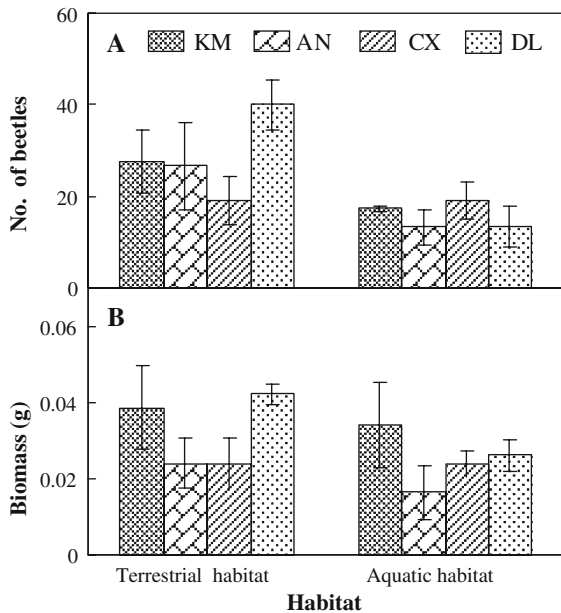 60
A KM AN CX DL
40
20
0
No. of beetles
B
0.06
0.04
0.02
0
Biomass (g)
Terrestrial habitat Aquatic habitat
Habitat